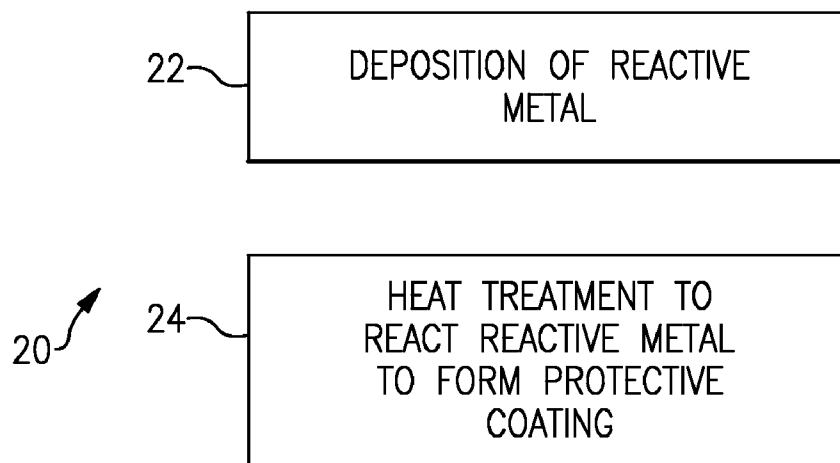 22
DEPOSITION OF REACTIVE
METAL
20
24
HEAT TREATMENT TO
REACT REACTIVE METAL
TO FORM PROTECTIVE
COATING